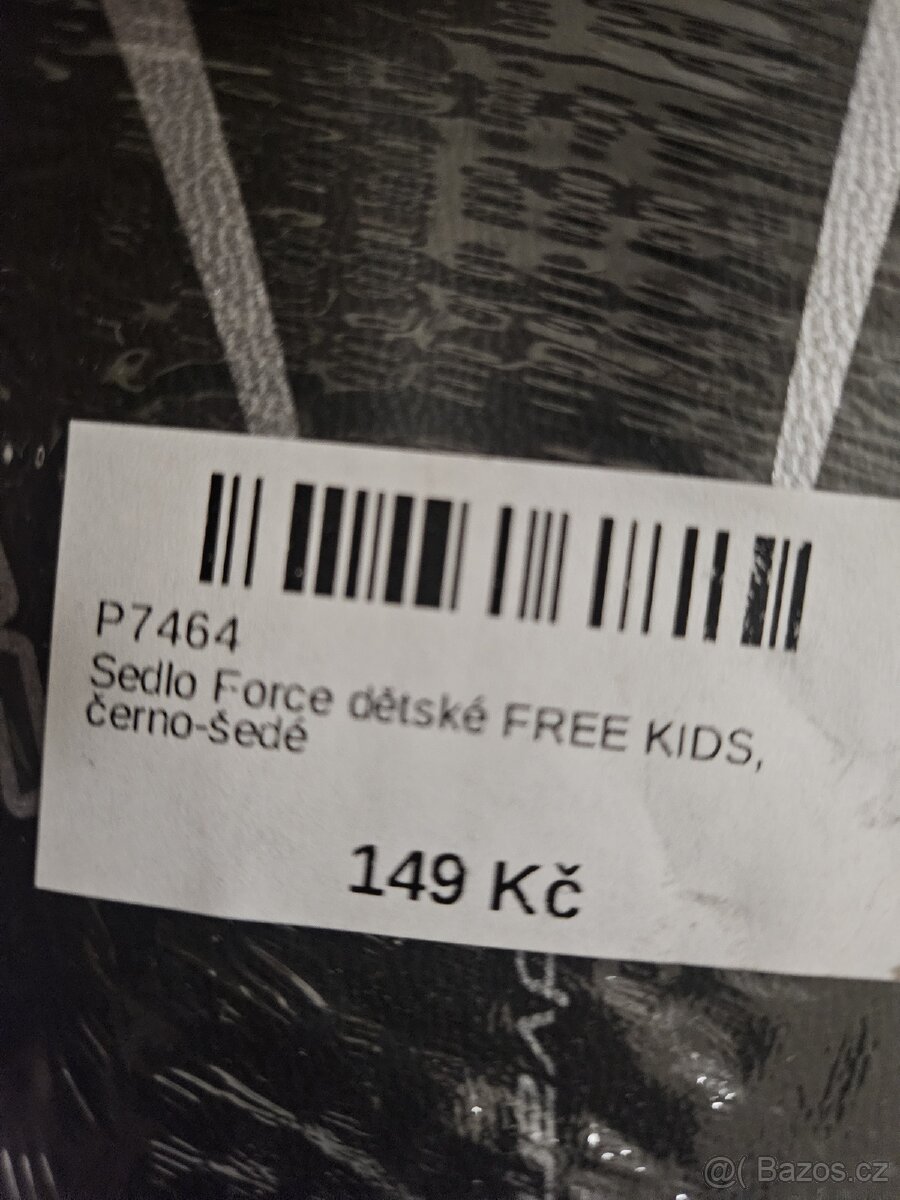 P7464
Sedlo Force dětské FREE KIDS,
černo-šedé
149 Kč
@( Bazos.cz